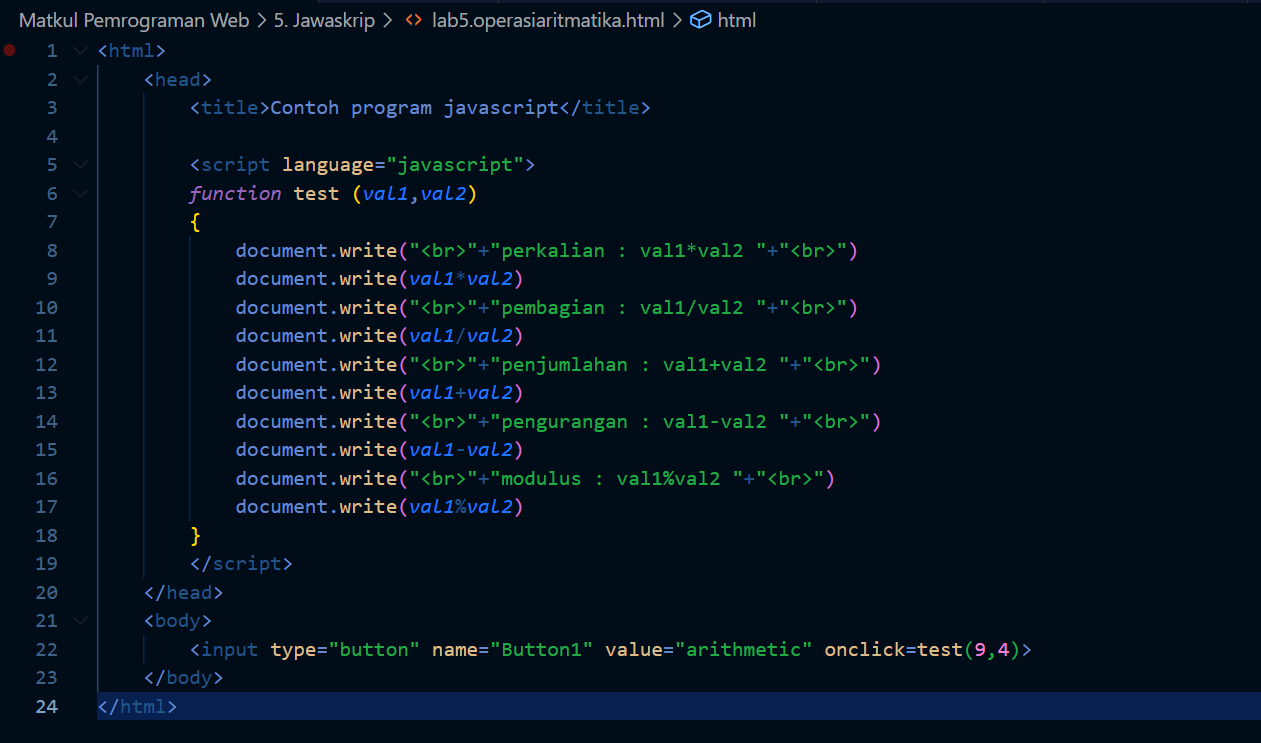 Matkul Pemrograman Web > 5. Jawaskrip > <> lab5.operasiaritmatika.html > html
1 <html>
2 <head>
3 <title>Contoh program javascript</title>
4
5 <script language="javascript">
6 function test (val1,val2)
7 {
8 document.write("<br>"+"perkalian : val1*val2 "+"<br>")
9 document.write(val1*val2)
10 document.write("<br>"+"pembagian : val1/val2 "+"<br>")
11 document.write(val1/val2)
12 document.write("<br>"+"penjumlahan : val1+val2 "+"<br>")
13 document.write(val1+val2)
14 document.write("<br>"+"pengurangan : val1-val2 "+"<br>")
15 document.write(val1-val2)
16 document.write("<br>"+"modulus : val1%val2 "+"<br>")
17 document.write(val1%val2)
18 }
19 </script>
20 </head>
21 <body>
22 <input type="button" name="Button1" value="arithmetic" onclick=test(9,4)>
23 </body>
24 </html>